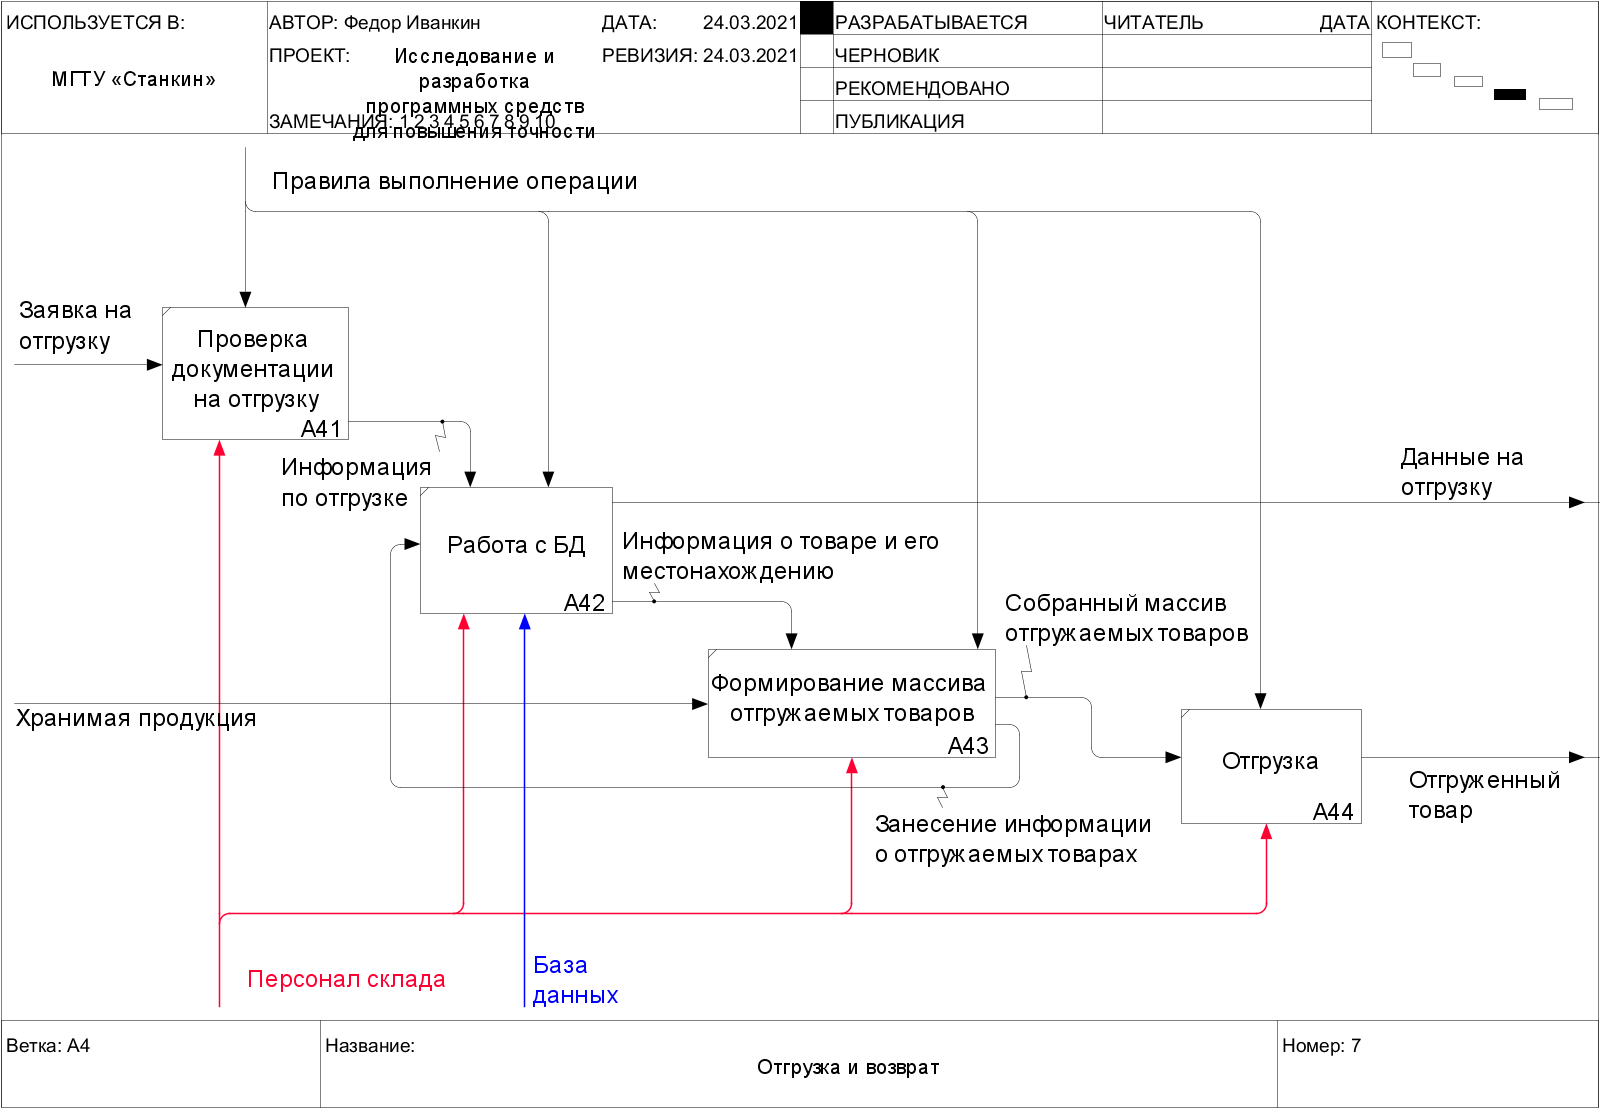 ИСПОЛЬЗУЕТСЯ В:
МГТУ «Станкин»
АВТОР: Федор Иванкин
ДАТА: 24.03.2021
ПРОЕКТ:
Исследование и
разработка
программных средств
для повышения точности
РЕВИЗИЯ: 24.03.2021
ЗАМЕЧАНИЯ: 1 2 3 4 5 6 7 8 9 10
РАЗРАБАТЫВАЕТСЯ
ЧЕРНОВИК
РЕКОМЕНДОВАНО
ПУБЛИКАЦИЯ
ЧИТАТЕЛЬ
ДАТА
КОНТЕКСТ:
Правила выполнение операции
Заявка на
отгрузку
Проверка
документации
на отгрузку
A41
Информация
по отгрузке
Данные на
отгрузку
Работа с БД
A42
Информация о товаре и его
местонахождению
Собранный массив
отгружаемых товаров
Хранимая продукция
Формирование массива
отгружаемых товаров
A43
Отгрузка
A44
Отгруженный
товар
Занесение информации
о отгружаемых товарах
Персонал склада
База
данных
Ветка: A4
Название:
Отгрузка и возврат
Номер: 7